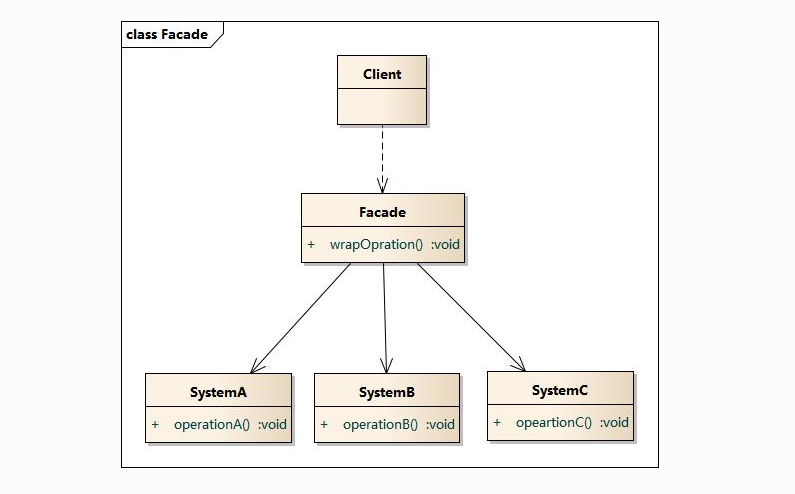 class Facade
Client
Facade
+ wrapOpration() :void
SystemA
+ operationA() :void
SystemB
+ operationB() :void
SystemC
+ opeartionC() :void